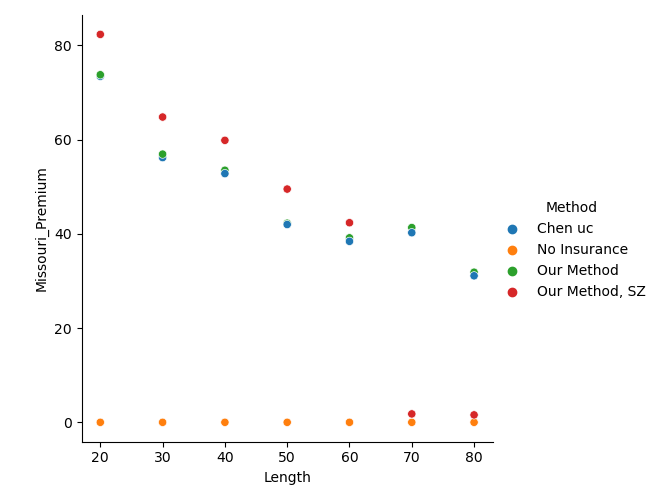 80
60
40
20
0
Missouri_Premium
20 30 40 50 60 70 80
Length
Method
Chen uc
No Insurance
Our Method
Our Method, SZ